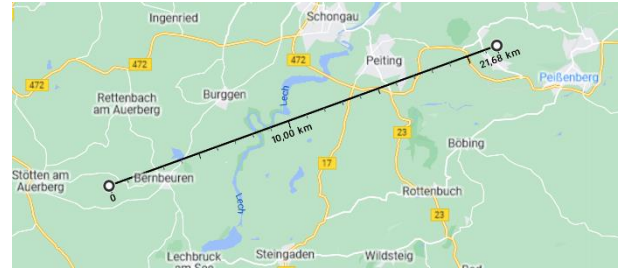 Ingenried
Schongau
472
472
Peiting
21,68 km
Peißenberg
472
Lech
Rettenbach
am Auerberg
Burggen
10,00 km
23
Böbing
Stötten am
Auerberg
Bernbeuren
17
0
Rottenbuch
Lech
23
Lechbruck
am See
Steingaden
Wildsteig
Bad